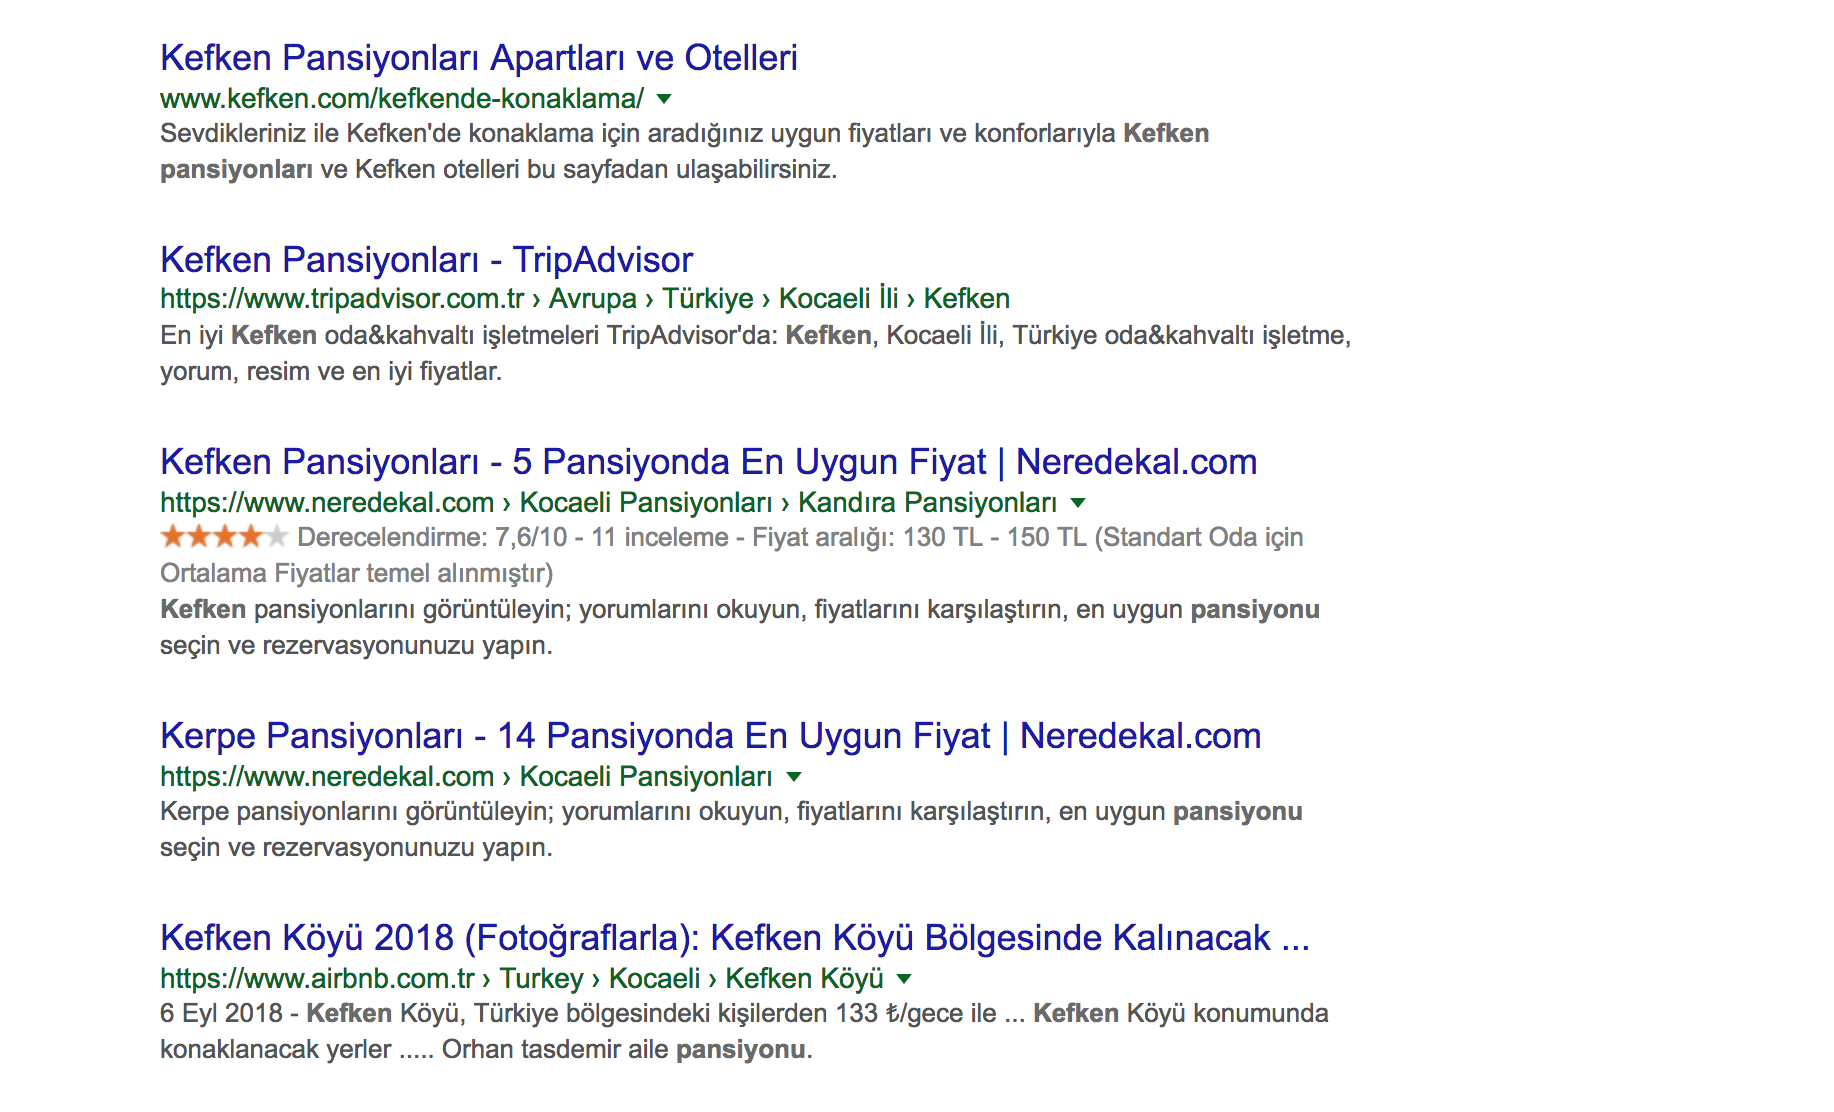 Kefken Pansiyonları Apartları ve Otelleri
www.kefken.com/kefkende-konaklama/
Sevdikleriniz ile Kefken'de konaklama için aradığınız uygun fiyatları ve konforlarıyla Kefken
pansiyonları ve Kefken otelleri bu sayfadan ulaşabilirsiniz.
Kefken Pansiyonları - TripAdvisor
https://www.tripadvisor.com.tr › Avrupa › Türkiye › Kocaeli İli › Kefken
En iyi Kefken oda&kahvaltı işletmeleri TripAdvisor'da: Kefken, Kocaeli İli, Türkiye oda&kahvaltı işletme,
yorum, resim ve en iyi fiyatlar.
Kefken Pansiyonları - 5 Pansiyonda En Uygun Fiyat | Neredekal.com
https://www.neredekal.com › Kocaeli Pansiyonları › Kandıra Pansiyonları
Derecelendirme: 7,6/10 - 11 inceleme - Fiyat aralığı: 130 TL - 150 TL (Standart Oda için
Ortalama Fiyatlar temel alınmıştır)
Kefken pansiyonlarını görüntüleyin; yorumlarını okuyun, fiyatlarını karşılaştırın, en uygun pansiyonu
seçin ve rezervasyonunuzu yapın.
Kerpe Pansiyonları - 14 Pansiyonda En Uygun Fiyat | Neredekal.com
https://www.neredekal.com › Kocaeli Pansiyonları
Kerpe pansiyonlarını görüntüleyin; yorumlarını okuyun, fiyatlarını karşılaştırın, en uygun pansiyonu
seçin ve rezervasyonunuzu yapın.
Kefken Köyü 2018 (Fotoğraflarla): Kefken Köyü Bölgesinde Kalınacak ...
https://www.airbnb.com.tr › Turkey › Kocaeli › Kefken Köyü
6 Eyl 2018 - Kefken Köyü, Türkiye bölgesindeki kişilerden 133 ₺/gece ile ... Kefken Köyü konumunda
konaklanacak yerler ..... Orhan tasdemir aile pansiyonu.